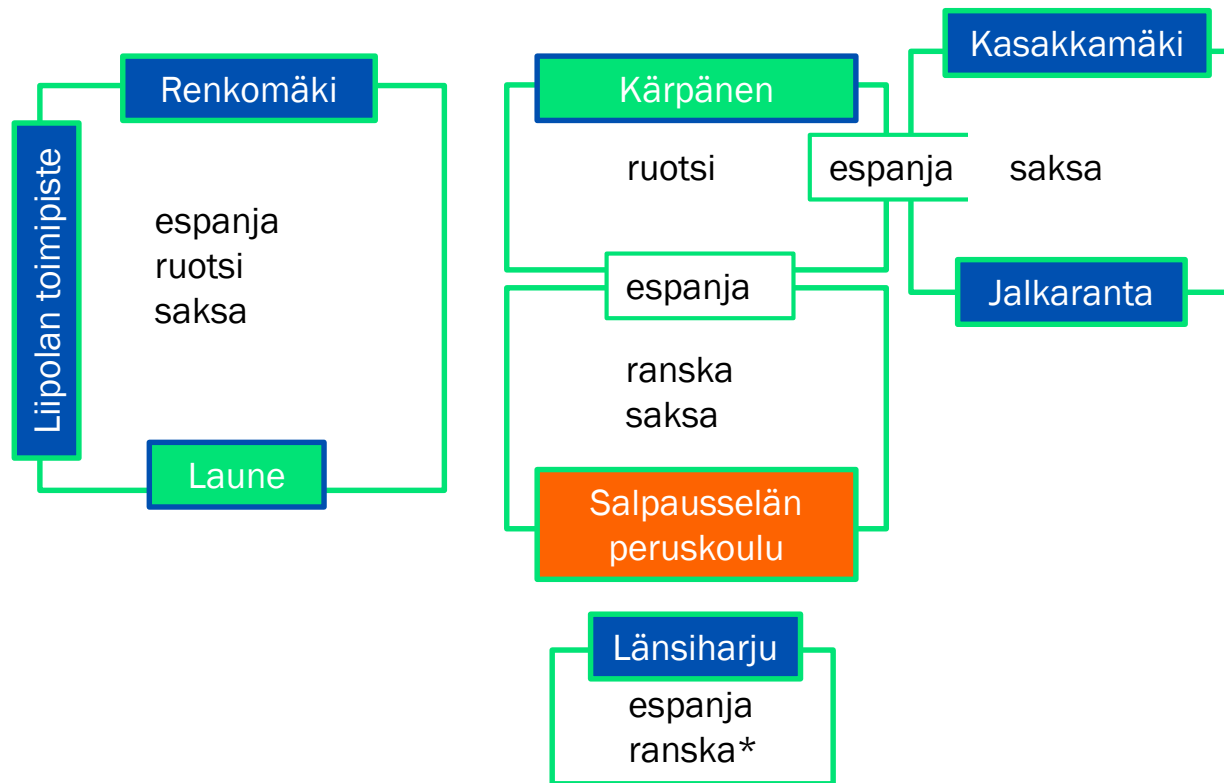 Renkomäki
Liipolan toimipiste
espanja
ruotsi
saksa
Laune
Kärpänen
ruotsi
espanja
ranska
saksa
Salpausselän
peruskoulu
Länsiharju
espanja
ranska*
Kasakkamäki
espanja
saksa
Jalkaranta